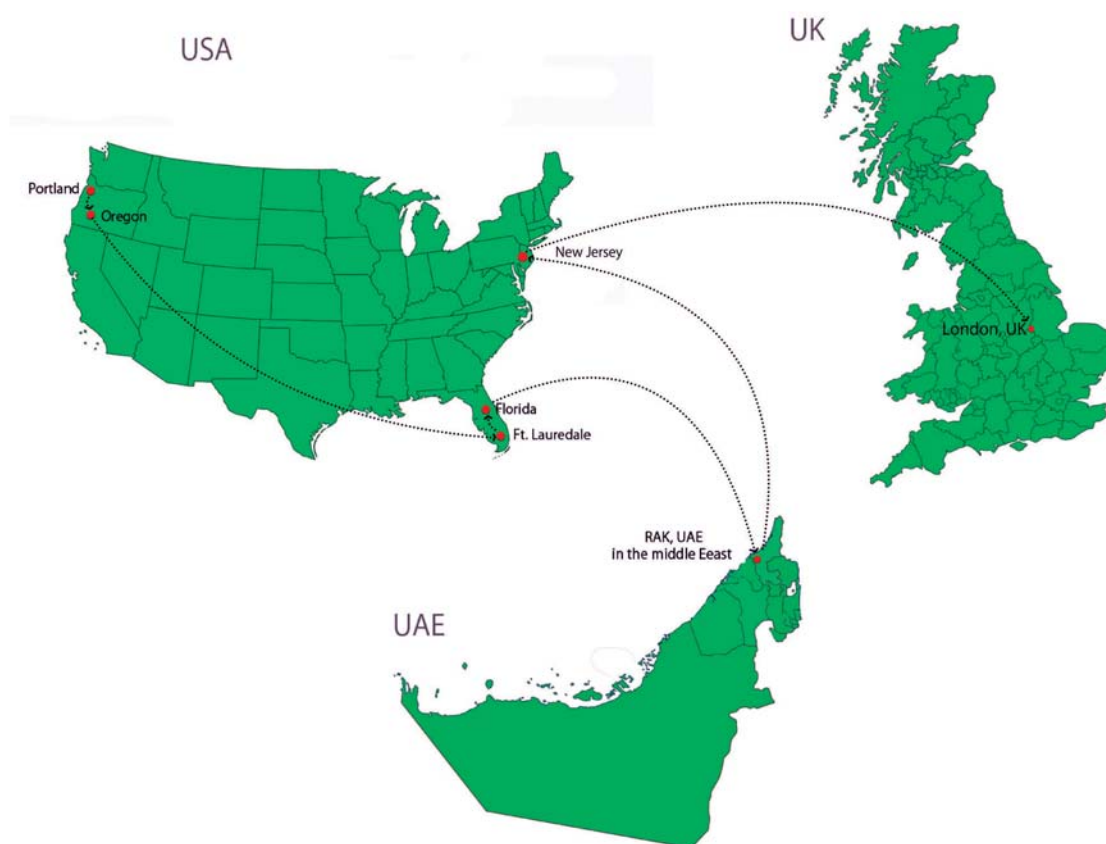 USA
UK
Portland
Oregon
New Jersey
London, UK
Florida
Ft. Lauredale
RAK, UAE
in the middle Eeast
UAE